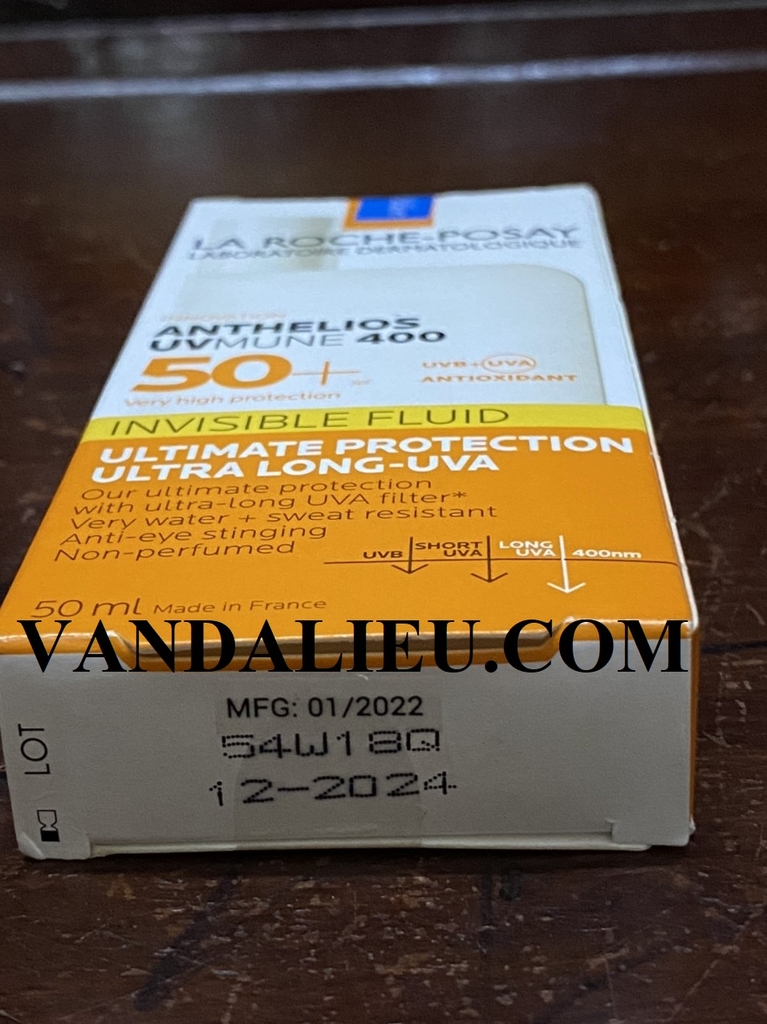 LA ROCHE-POSAY
LABORATOIRE DERMATOLOGIQUE
INNOVATION
ANTHELIOS
UVMUNE 400
50+
very high protection
UVB + UVA
ANTIOXIDANT
INVISIBLE FLUID
ULTIMATE PROTECTION
ULTRA LONG-UVA
Our ultimate protection
with ultra-long UVA filter*
Very water + sweat resistant
Anti-eye stinging
Non-perfumed
UVB
SHORT
UVA
LONG
UVA
400nm
50 ml Made in France
VANDALIEU.COM
LOT
MFG: 01/2022
54W18Q
12-2024